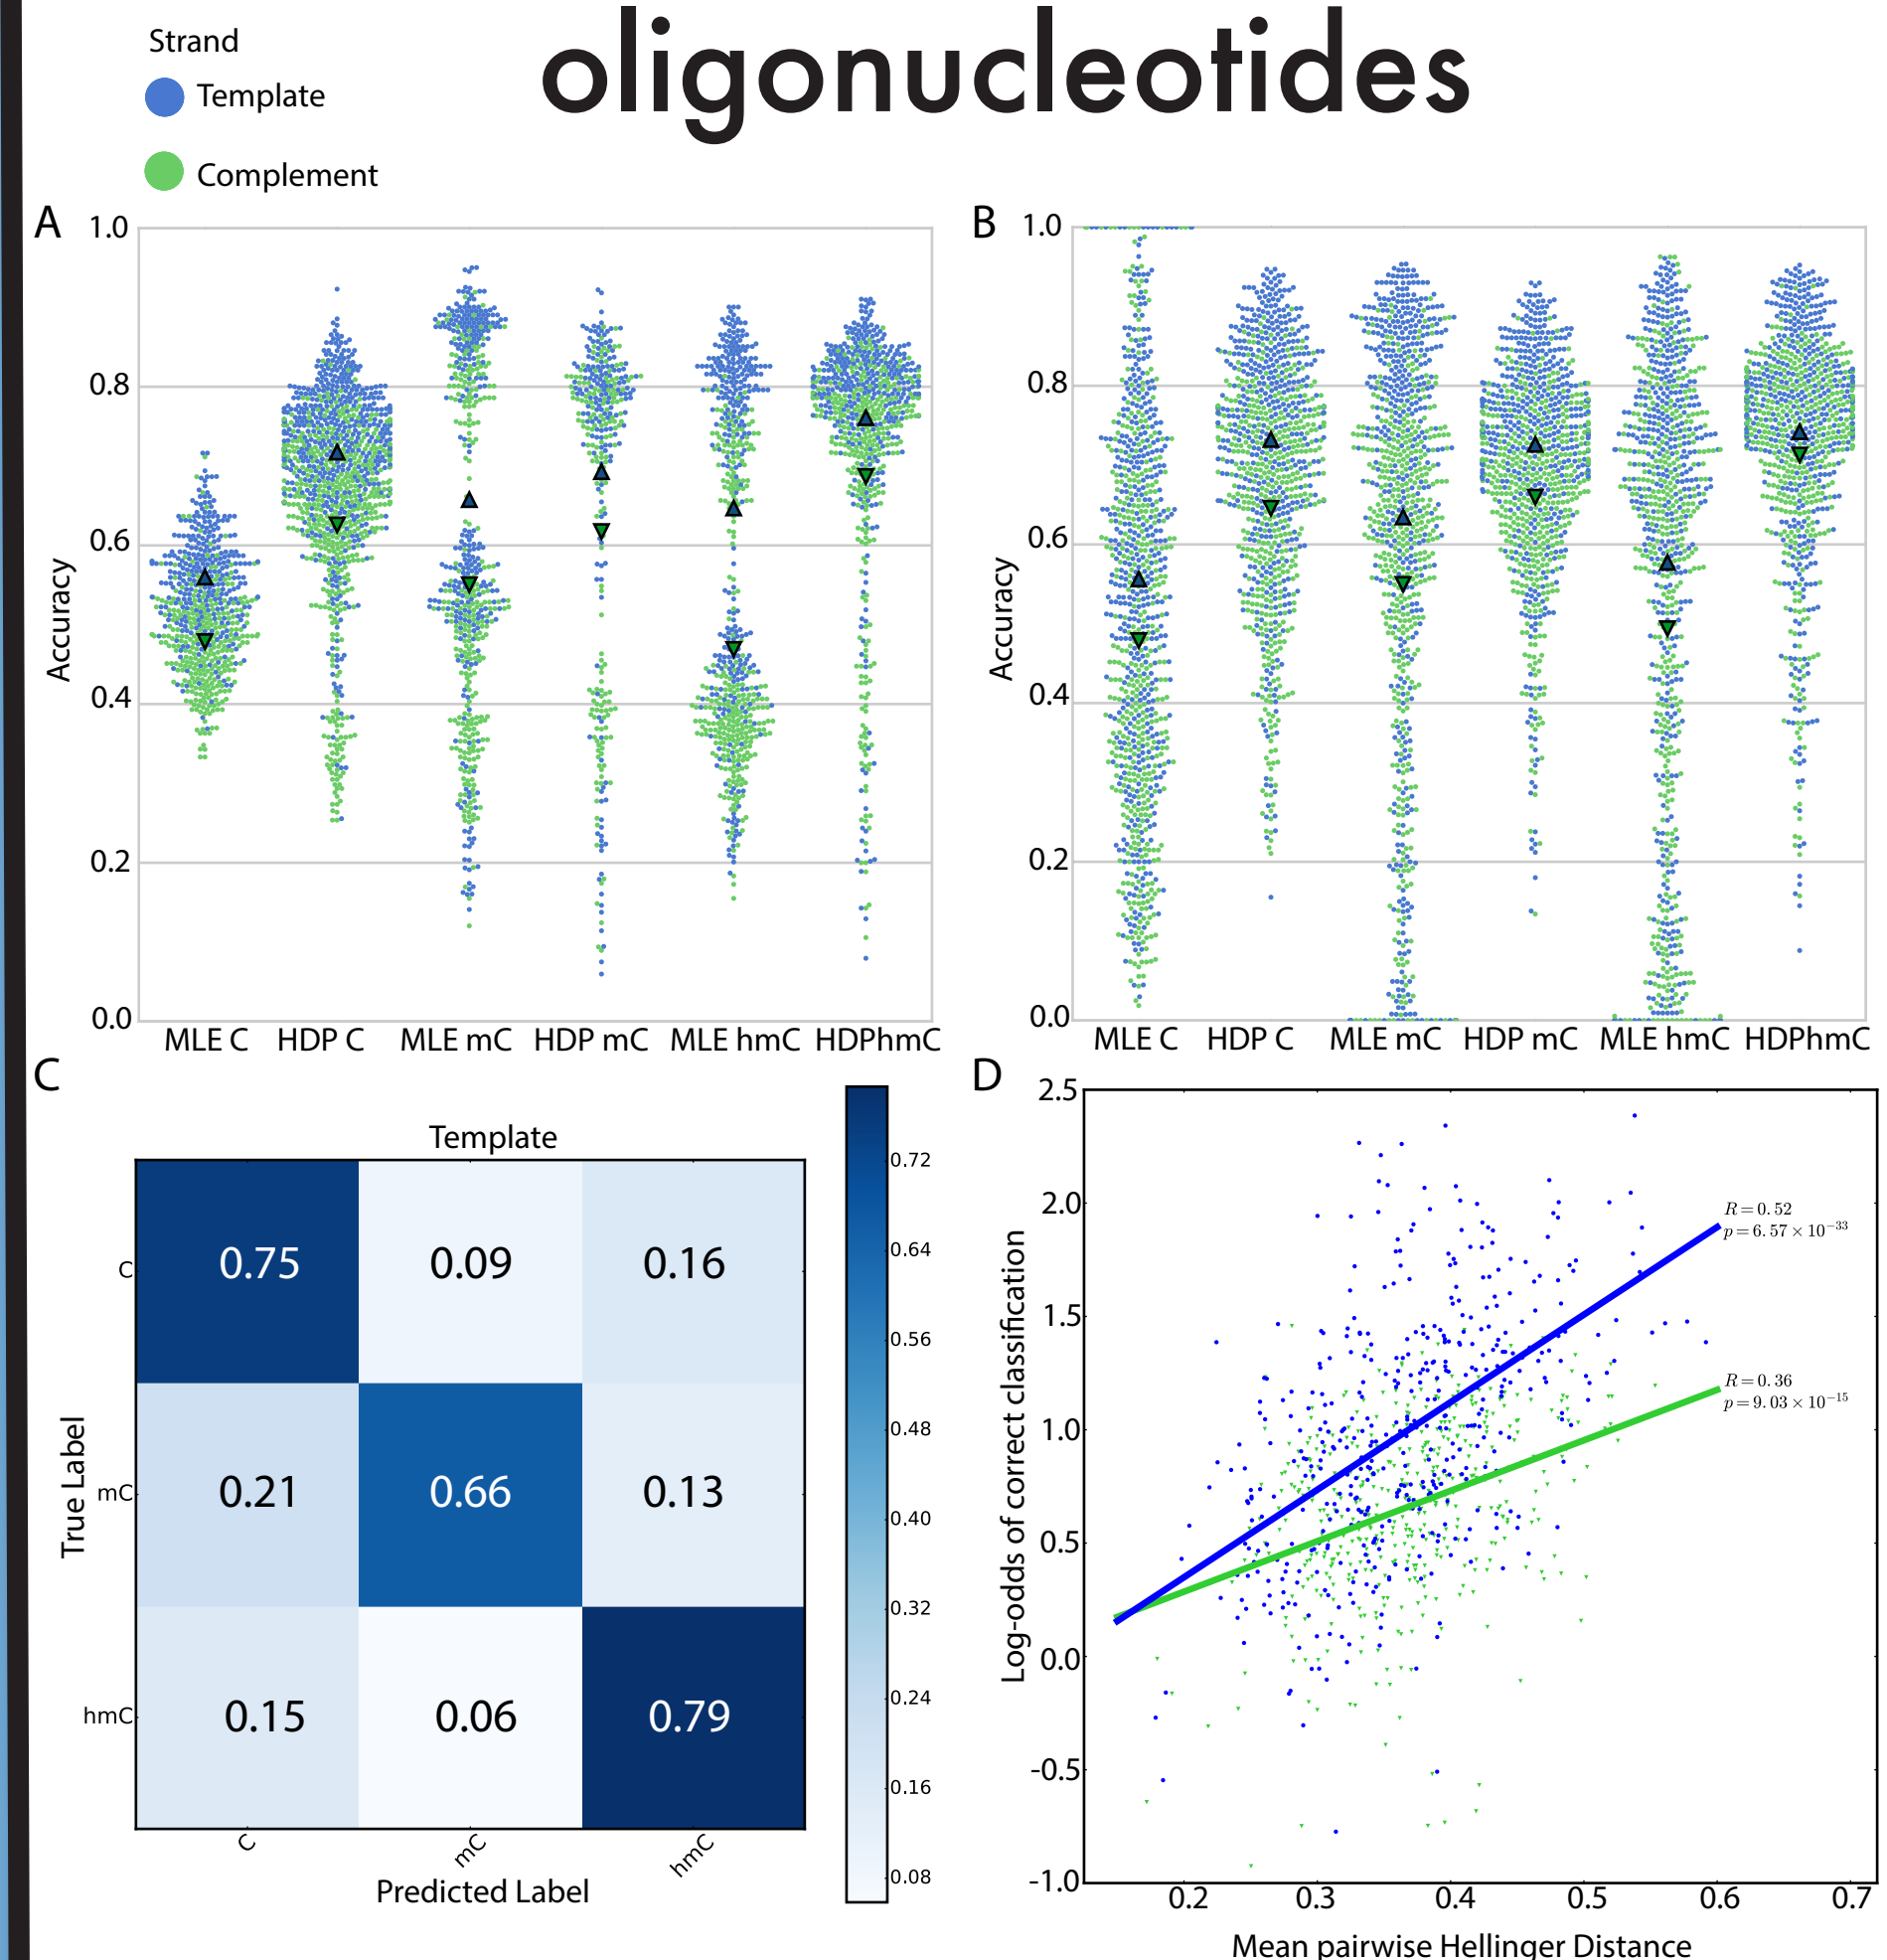 oligonucleotides
Strand
Template
Complement
A
1.0
0.8
0.6
0.4
0.2
0.0
Accuracy
MLE C HDP C MLE mC HDP mC MLE hmC HDPhmC
B
1.0
0.8
0.6
0.4
0.2
0.0
Accuracy
MLE C HDP C MLE mC HDP mC MLE hmC HDPhmC
C
Template
C 0.75 0.09 0.16
mC 0.21 0.66 0.13
hmC 0.15 0.06 0.79
True Label
C mC hmC
Predicted Label
0.72
0.64
0.56
0.48
0.40
0.32
0.24
0.16
0.08
D
2.5
2.0
1.5
1.0
0.5
0.0
-0.5
-1.0
Log-odds of correct classification
R = 0.52
p = 6.57 × 10⁻³³
R = 0.36
p = 9.03 × 10⁻¹⁵
0.2 0.3 0.4 0.5 0.6 0.7
Mean pairwise Hellinger Distance